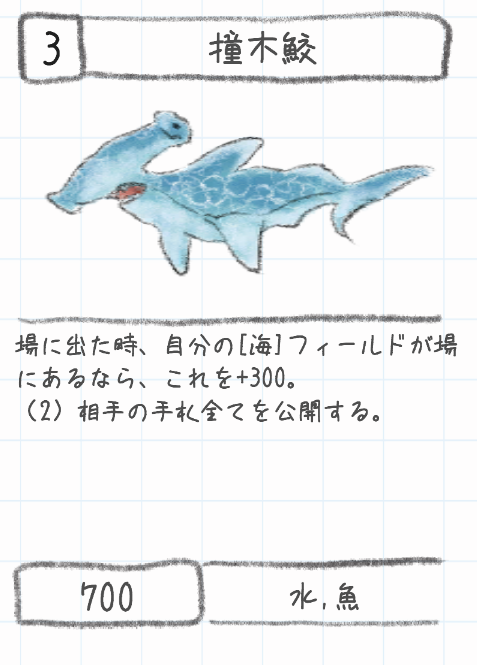 3
撞木鮫
場に出た時、自分の[海]フィールドが場
にあるなら、これを+300。
(2) 相手の手札全てを公開する。
700
水,魚